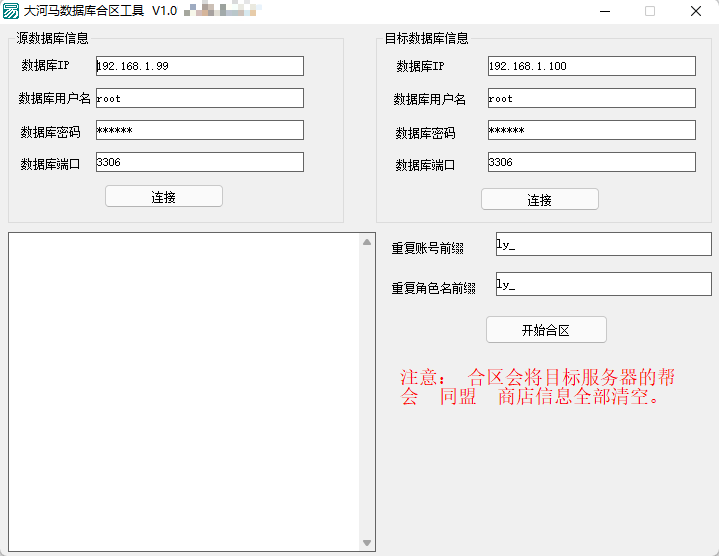 大河马数据库合区工具 V1.0
源数据库信息
数据库IP 192.168.1.99
数据库用户名 root
数据库密码 ******
数据库端口 3306
连接
目标数据库信息
数据库IP 192.168.1.100
数据库用户名 root
数据库密码 ******
数据库端口 3306
连接
重复账号前缀 ly_
重复角色名前缀 ly_
开始合区
注意： 合区会将目标服务器的帮
会 同盟 商店信息全部清空。